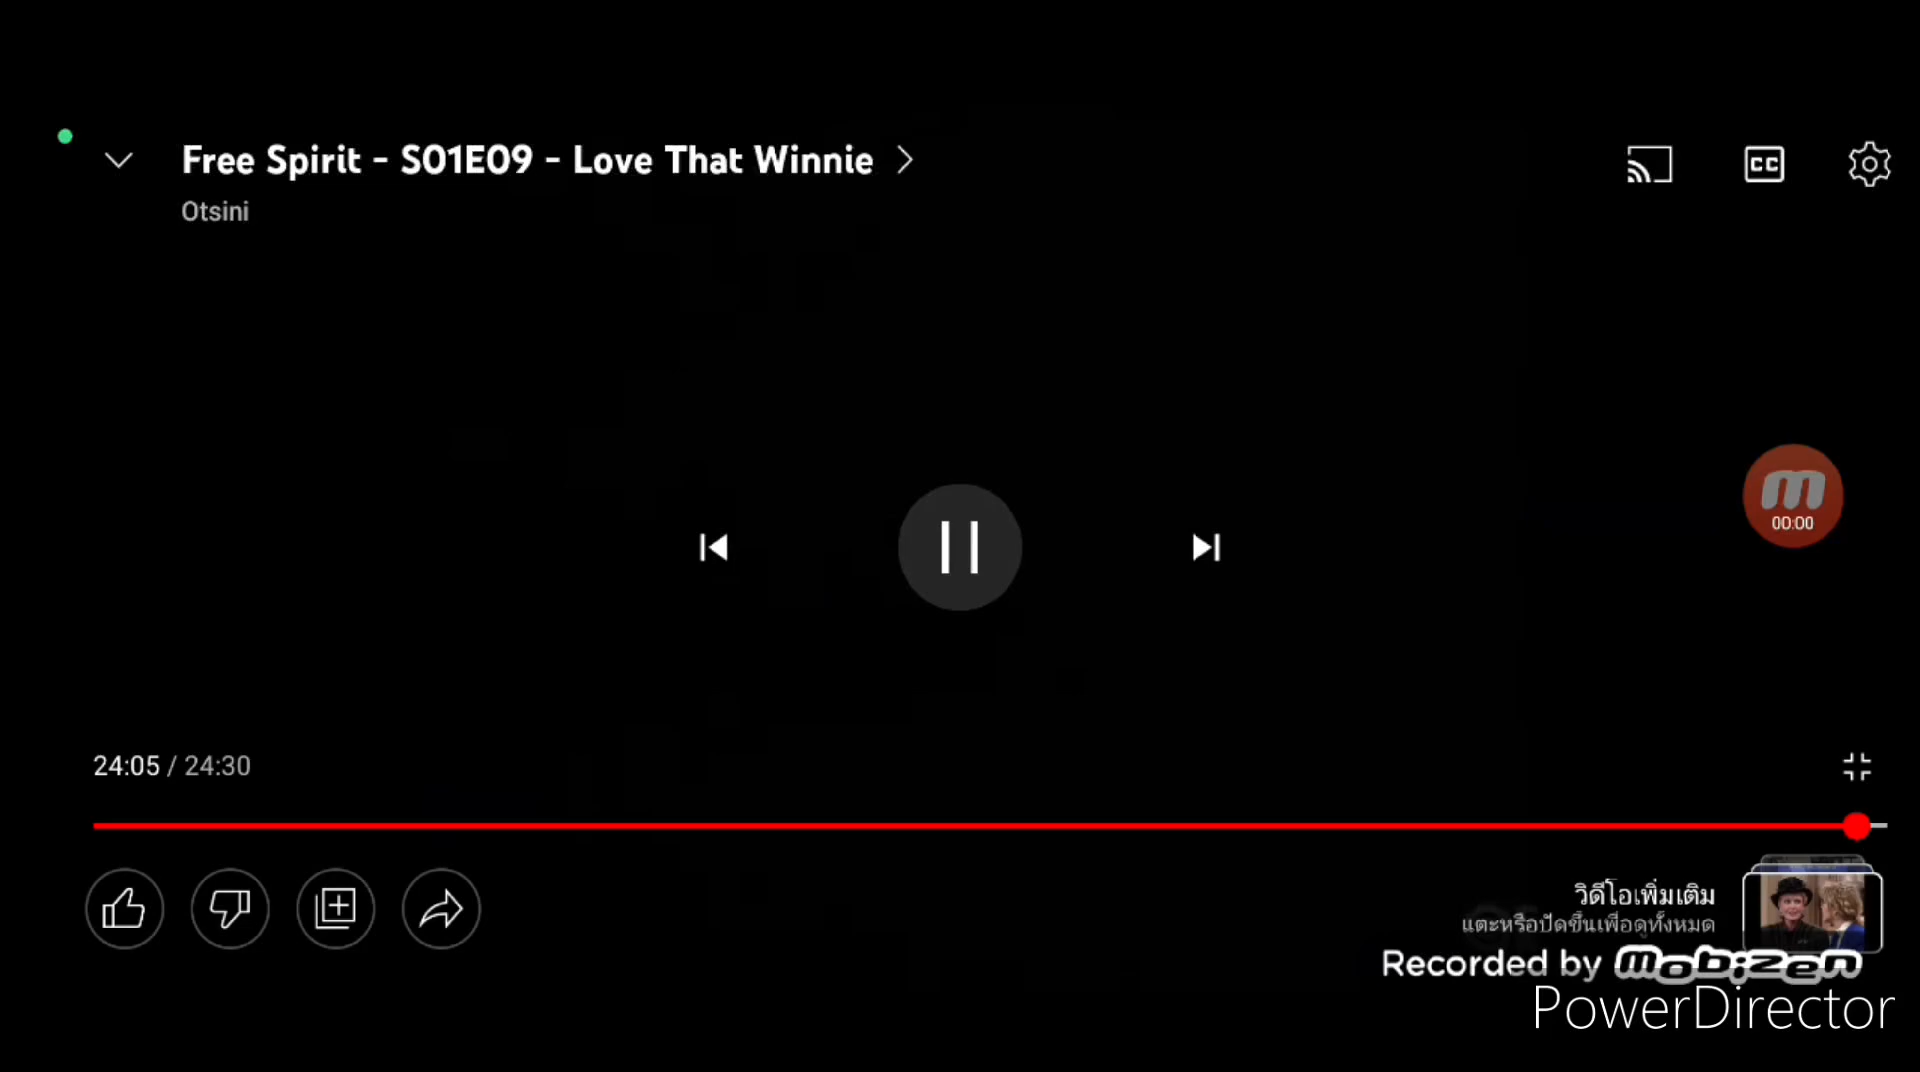 Free Spirit - S01E09 - Love That Winnie
Otsini
CC
m
00:00
24:05 / 24:30
วิดีโอเพิ่มเติม
แตะหรือปัดขึ้นเพื่อดูทั้งหมด
Recorded by mobizen
PowerDirector